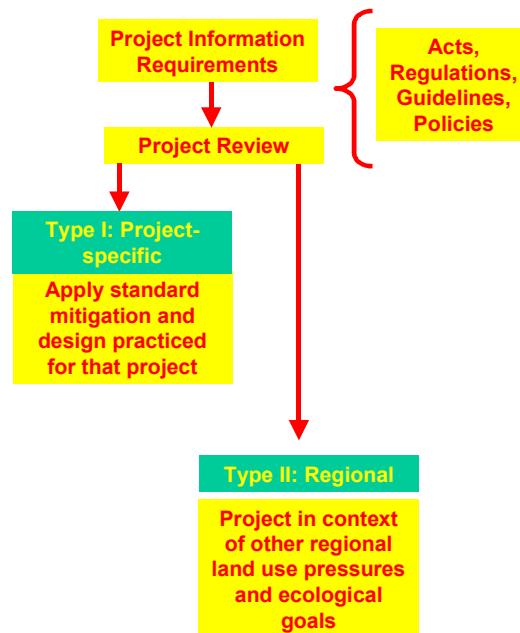 Project Information
Requirements
Acts,
Regulations,
Guidelines,
Policies
Project Review
Type I: Project-
specific
Apply standard
mitigation and
design practiced
for that project
Type II: Regional
Project in context
of other regional
land use pressures
and ecological
goals